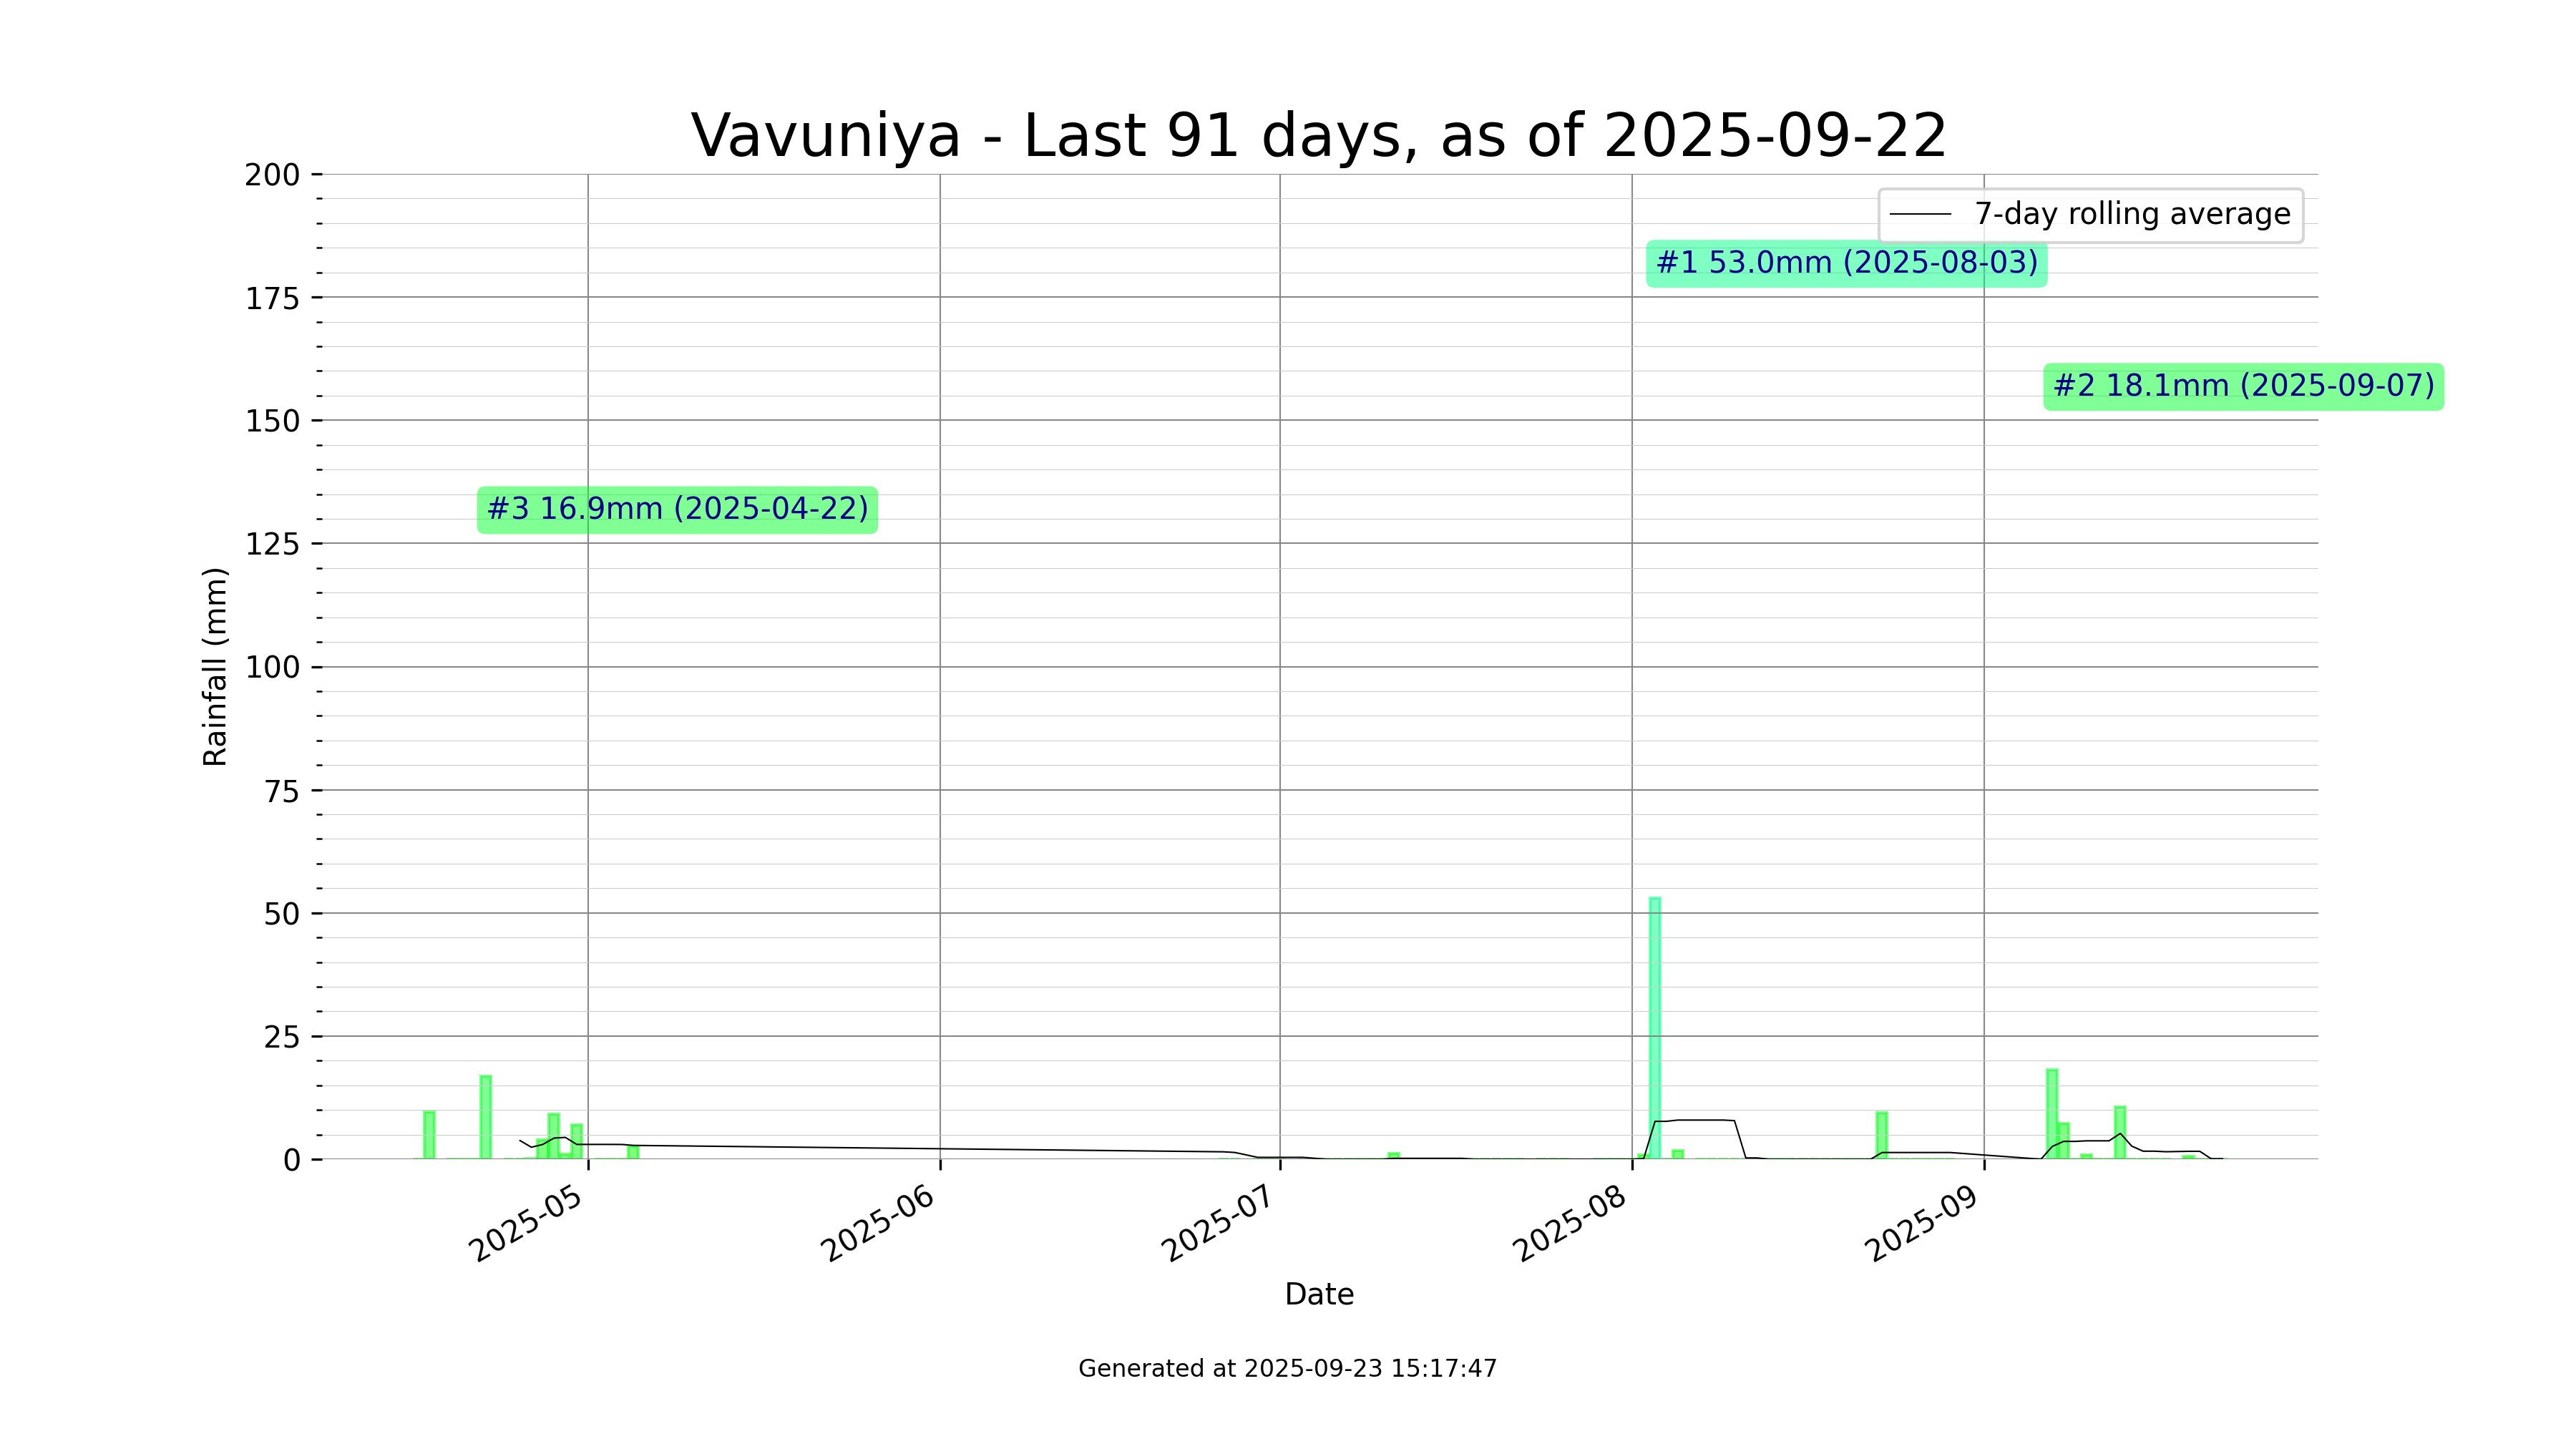 Vavuniya - Last 91 days, as of 2025-09-22
200
175
150
125
100
75
50
25
0
Rainfall (mm)
7-day rolling average
#1 53.0mm (2025-08-03)
#2 18.1mm (2025-09-07)
#3 16.9mm (2025-04-22)
2025-05
2025-06
2025-07
2025-08
2025-09
Date
Generated at 2025-09-23 15:17:47